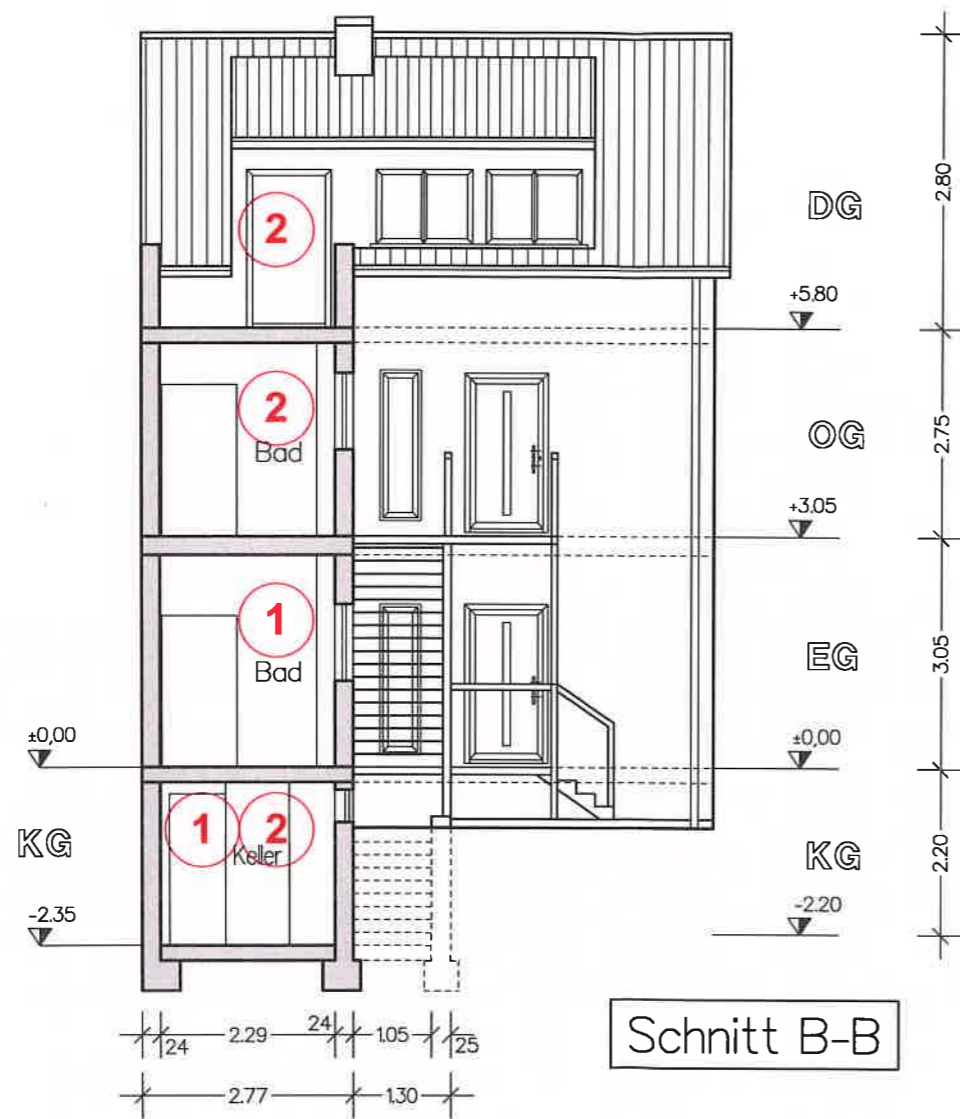 2
DG
2.80
+5.80
2
Bad
OG
2.75
+3.05
1
Bad
EG
3.05
±0,00
±0,00
1
2
Keller
KG
KG
2.20
-2.35
-2.20
24
2.29
24
1.05
25
2.77
1.30
Schnitt B-B